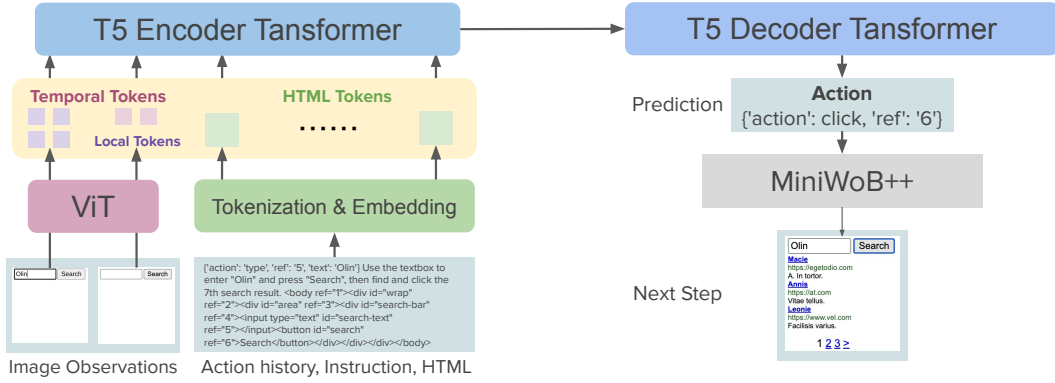 T5 Encoder Tansformer
T5 Decoder Tansformer
Temporal Tokens
HTML Tokens
Local Tokens
......
Prediction
Action
{'action': click, 'ref': '6'}
ViT
Tokenization & Embedding
MiniWoB++
Olin
Search
Search
{'action': 'type', 'ref': '5', 'text': 'Olin'} Use the textbox to
enter "Olin" and press "Search", then find and click the
7th search result. <body ref="1"><div id="wrap"
ref="2"><div id="area" ref="3"><div id="search-bar"
ref="4"><input type="text" id="search-text"
ref="5"></input><button id="search"
ref="6">Search</button></div></div></div></body>
Image Observations
Action history, Instruction, HTML
Next Step
Olin
Search
Macie
https://egetodio.com
A. In tortor.
Annis
https://at.com
Vitae tellus.
Leonie
https://www.vel.com
Facilisis varius.
1 2 3 >